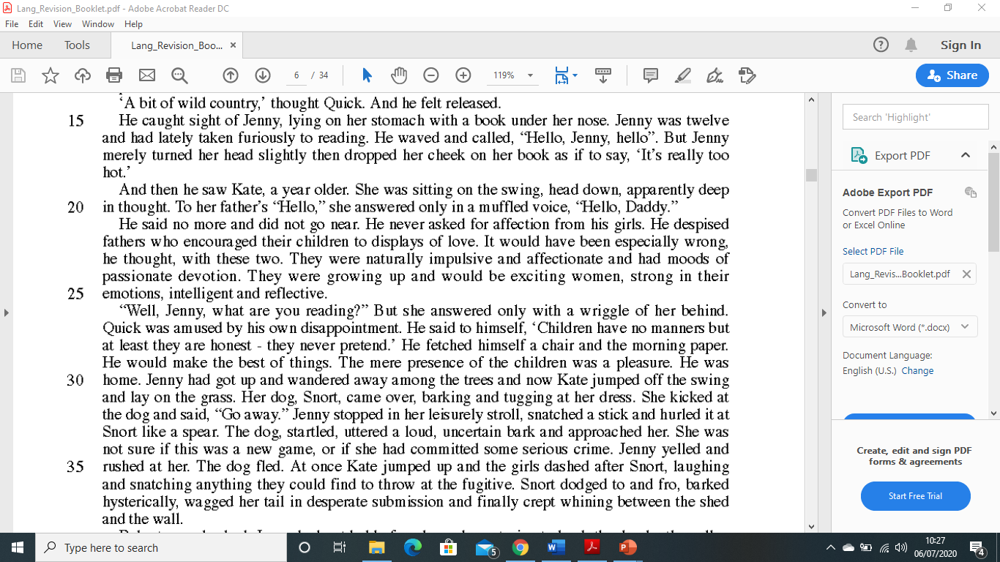 Lang_Revision_Booklet.pdf - Adobe Acrobat Reader DC
File Edit View Window Help
Home Tools Lang_Revision_Boo... × Sign In
6 / 34 119% Share
‘A bit of wild country,’ thought Quick. And he felt released.
15 He caught sight of Jenny, lying on her stomach with a book under her nose. Jenny was twelve
and had lately taken furiously to reading. He waved and called, “Hello, Jenny, hello”. But Jenny
merely turned her head slightly then dropped her cheek on her book as if to say, ‘It’s really too
hot.’
And then he saw Kate, a year older. She was sitting on the swing, head down, apparently deep
20 in thought. To her father’s “Hello,” she answered only in a muffled voice, “Hello, Daddy.”
He said no more and did not go near. He never asked for affection from his girls. He despised
fathers who encouraged their children to displays of love. It would have been especially wrong,
he thought, with these two. They were naturally impulsive and affectionate and had moods of
passionate devotion. They were growing up and would be exciting women, strong in their
25 emotions, intelligent and reflective.
“Well, Jenny, what are you reading?” But she answered only with a wriggle of her behind.
Quick was amused by his own disappointment. He said to himself, ‘Children have no manners but
at least they are honest - they never pretend.’ He fetched himself a chair and the morning paper.
He would make the best of things. The mere presence of the children was a pleasure. He was
30 home. Jenny had got up and wandered away among the trees and now Kate jumped off the swing
and lay on the grass. Her dog, Snort, came over, barking and tugging at her dress. She kicked at
the dog and said, “Go away.” Jenny stopped in her leisurely stroll, snatched a stick and hurled it at
Snort like a spear. The dog, startled, uttered a loud, uncertain bark and approached her. She was
not sure if this was a new game, or if she had committed some serious crime. Jenny yelled and
35 rushed at her. The dog fled. At once Kate jumped up and the girls dashed after Snort, laughing
and snatching anything they could find to throw at the fugitive. Snort dodged to and fro, barked
hysterically, wagged her tail in desperate submission and finally crept whining between the shed
and the wall.
Search 'Highlight'
Export PDF
Adobe Export PDF
Convert PDF Files to Word
or Excel Online
Select PDF File
Lang_Revis...Booklet.pdf
Convert to
Microsoft Word (*.docx)
Document Language:
English (U.S.) Change
Create, edit and sign PDF
forms & agreements
Start Free Trial
Type here to search
5
10:27
06/07/2020
4